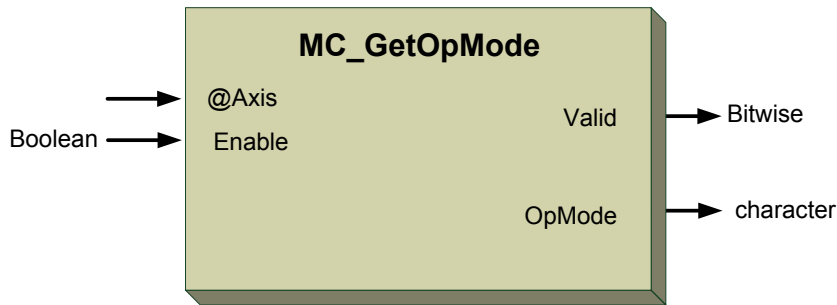 MC_GetOpMode
@Axis
Boolean
Enable
Valid
Bitwise
OpMode
character